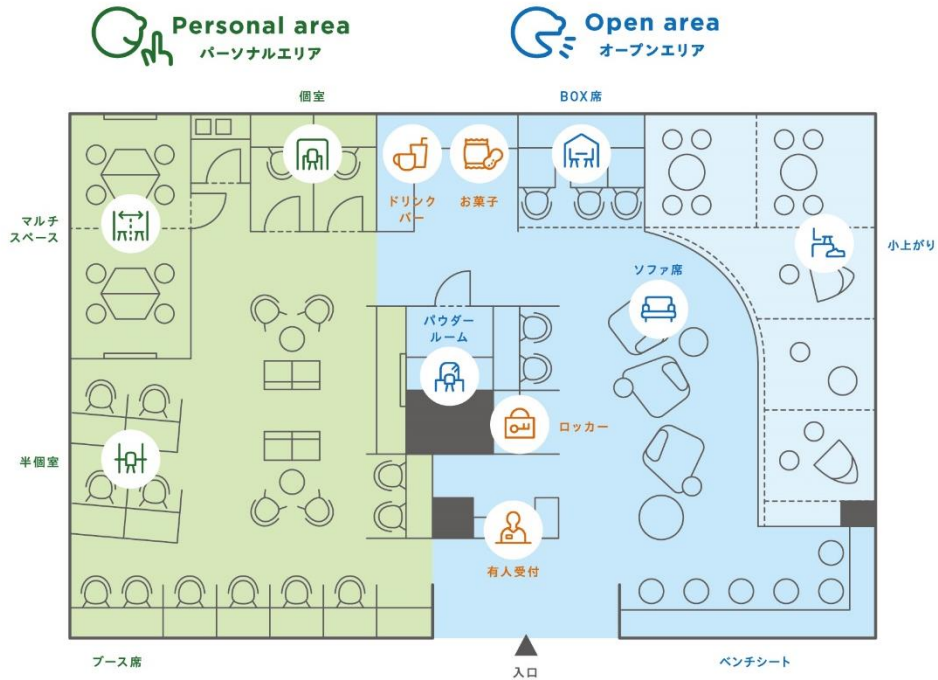 Personal area
パーソナルエリア
Open area
オープンエリア
個室
BOX席
ドリンク
バー
お菓子
マルチ
スペース
小上がり
ソファ席
パウダー
ルーム
ロッカー
半個室
有人受付
ブース席
入口
ベンチシート